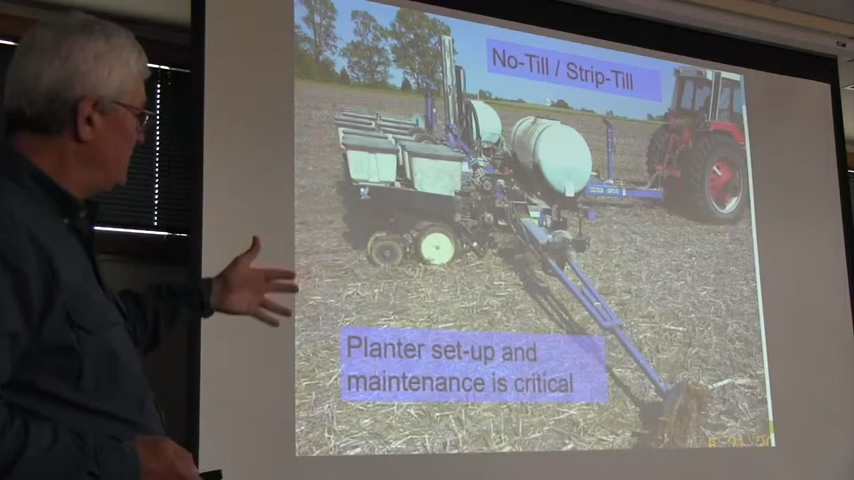 No-Till / Strip-Till
Planter set-up and
maintenance is critical